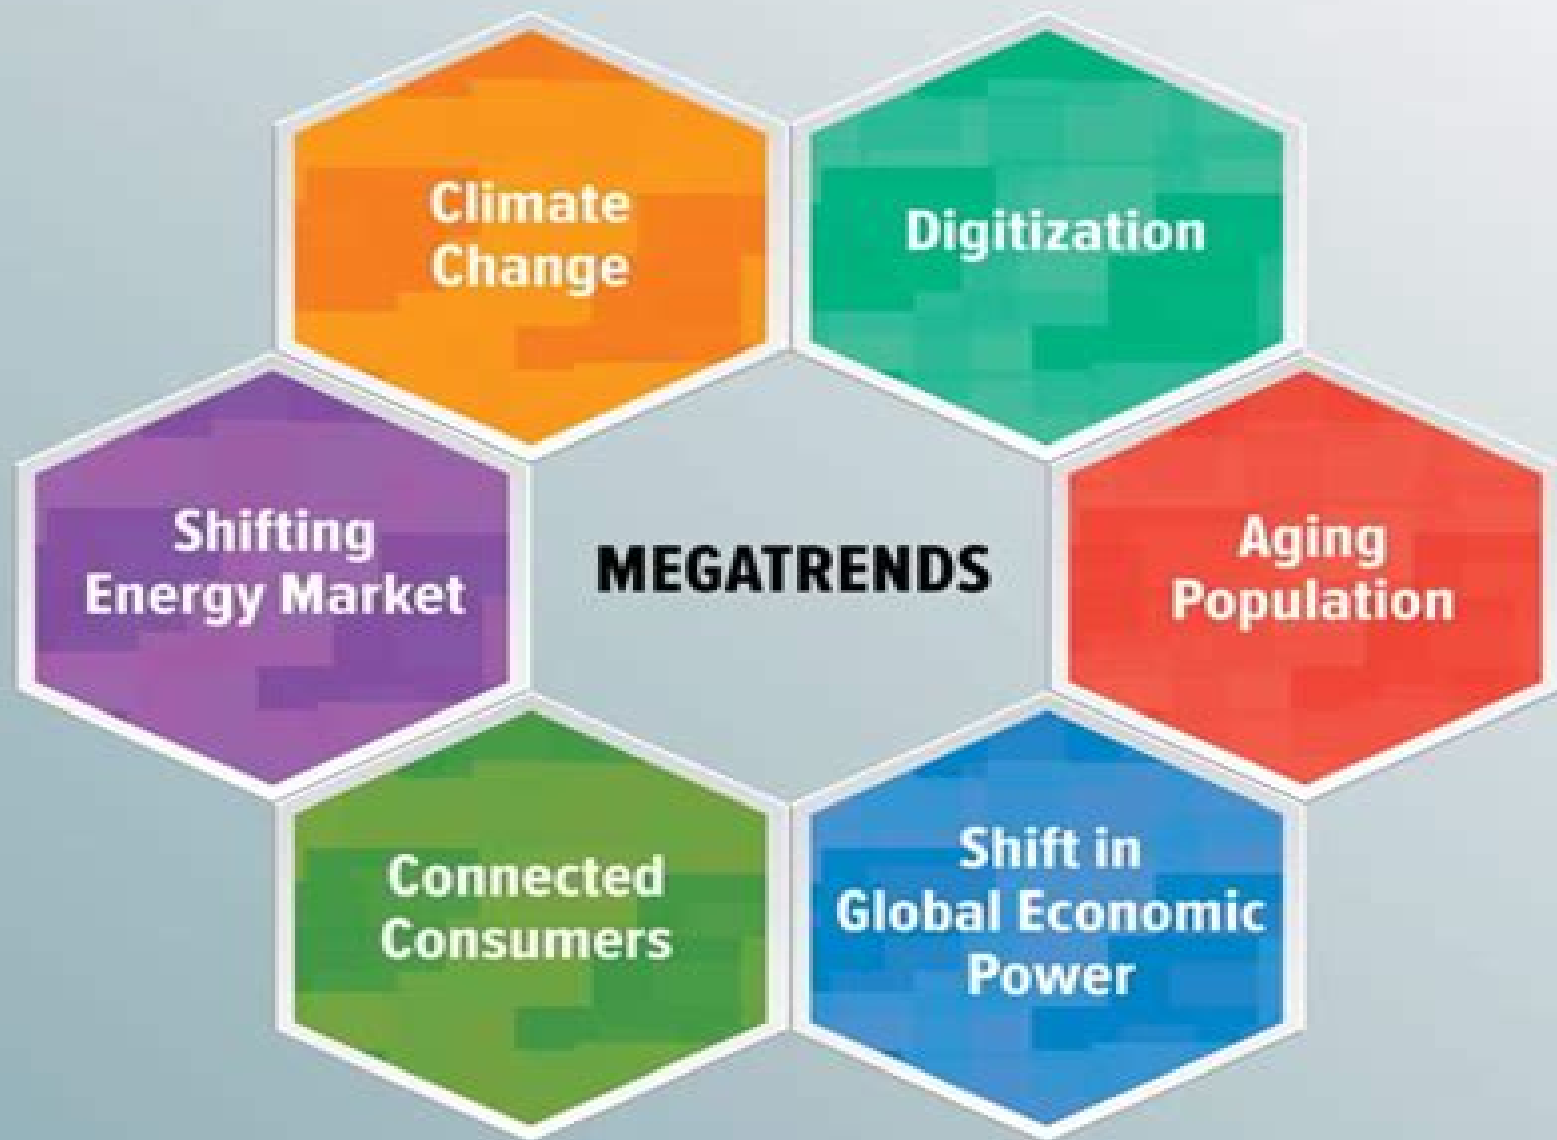 Climate
Change
Digitization
Shifting
Energy Market
MEGATRENDS
Aging
Population
Connected
Consumers
Shift in
Global Economic
Power